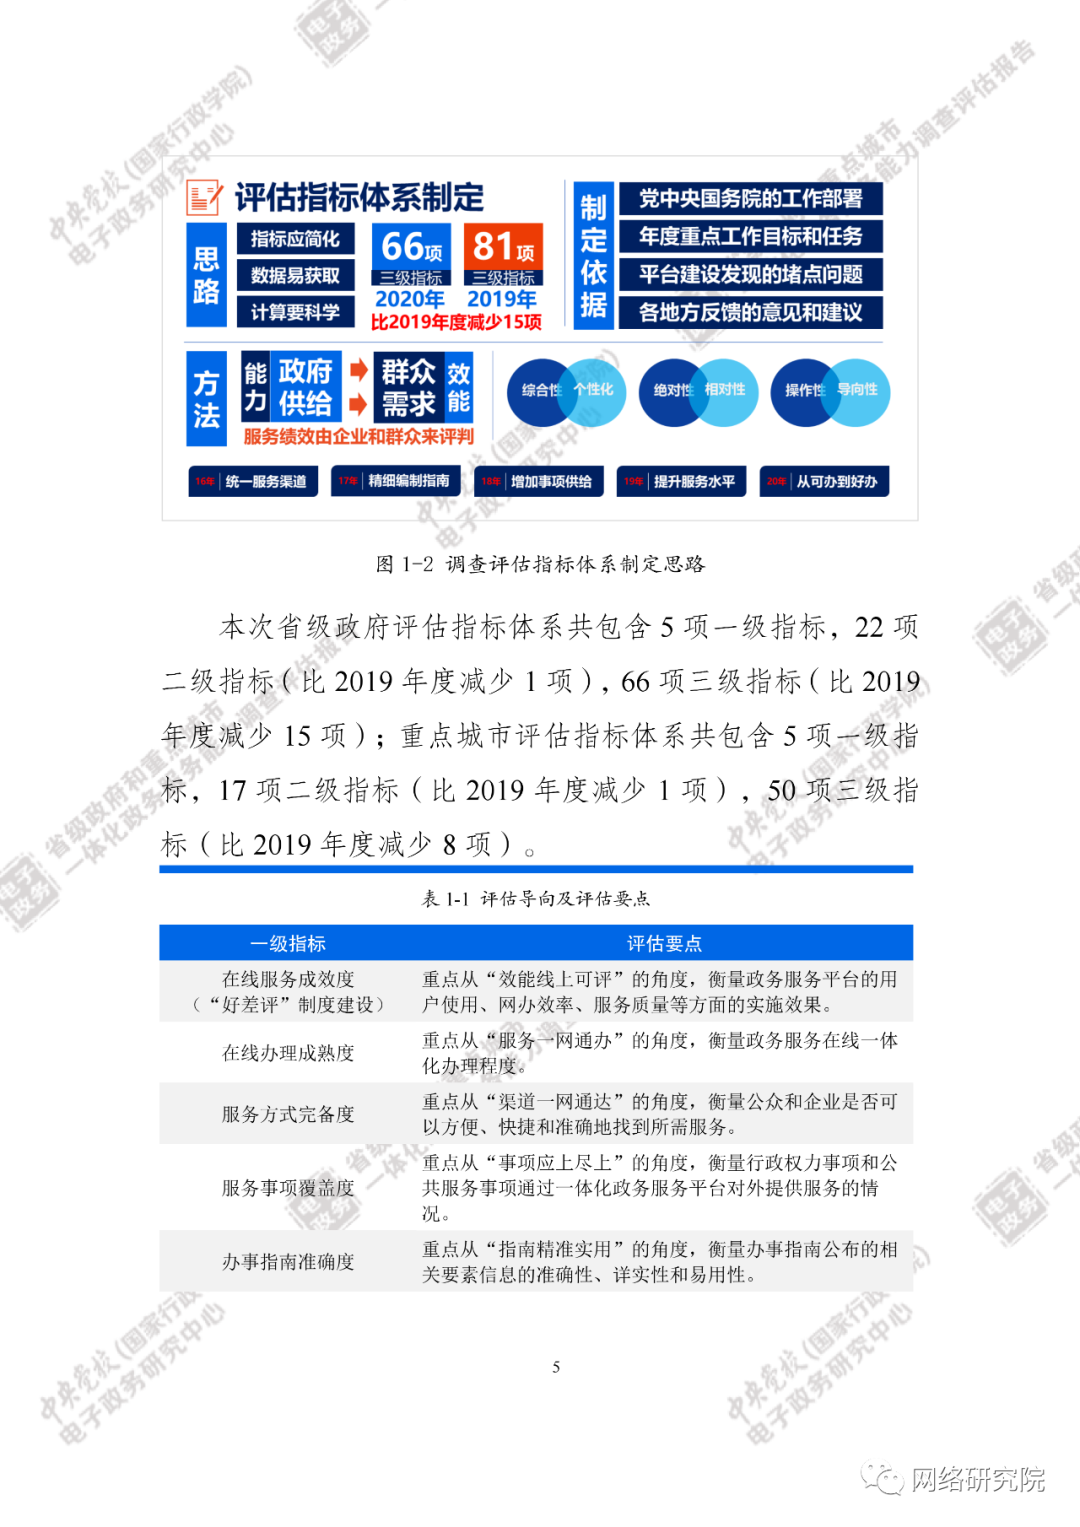 评估指标体系制定
思路
指标应简化
数据易获取
计算要科学
66项
三级指标
2020年
81项
三级指标
2019年
比2019年度减少15项
制定依据
党中央国务院的工作部署
年度重点工作目标和任务
平台建设发现的堵点问题
各地方反馈的意见和建议
方法
能力
政府供给
群众需求
效能
服务绩效由企业和群众来评判
综合性 个性化
绝对性 相对性
操作性 导向性
16年 统一服务渠道
17年 精细编制指南
18年 增加事项供给
19年 提升服务水平
20年 从可办到好办
图 1-2 调查评估指标体系制定思路
本次省级政府评估指标体系共包含 5 项一级指标，22 项
二级指标（比 2019 年度减少 1 项），66 项三级指标（比 2019
年度减少 15 项）；重点城市评估指标体系共包含 5 项一级指
标，17 项二级指标（比 2019 年度减少 1 项），50 项三级指
标（比 2019 年度减少 8 项）。
表 1-1 评估导向及评估要点
一级指标 评估要点
在线服务成效度
（“好差评”制度建设）
重点从“效能线上可评”的角度，衡量政务服务平台的用
户使用、网办效率、服务质量等方面的实施效果。
在线办理成熟度
重点从“服务一网通办”的角度，衡量政务服务在线一体
化办理程度。
服务方式完备度
重点从“渠道一网通达”的角度，衡量公众和企业是否可
以方便、快捷和准确地找到所需服务。
服务事项覆盖度
重点从“事项应上尽上”的角度，衡量行政权力事项和公
共服务事项通过一体化政务服务平台对外提供服务的情
况。
办事指南准确度
重点从“指南精准实用”的角度，衡量办事指南公布的相
关要素信息的准确性、详实性和易用性。
5
中央党校（国家行政学院）
电子政务研究中心
网络研究院